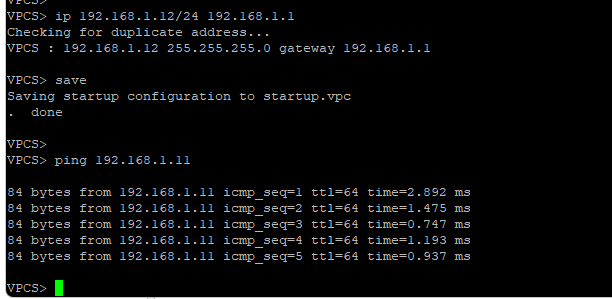 VPCS>
VPCS> ip 192.168.1.12/24 192.168.1.1
Checking for duplicate address...
VPCS : 192.168.1.12 255.255.255.0 gateway 192.168.1.1
VPCS> save
Saving startup configuration to startup.vpc
.  done
VPCS>
VPCS> ping 192.168.1.11
84 bytes from 192.168.1.11 icmp_seq=1 ttl=64 time=2.892 ms
84 bytes from 192.168.1.11 icmp_seq=2 ttl=64 time=1.475 ms
84 bytes from 192.168.1.11 icmp_seq=3 ttl=64 time=0.747 ms
84 bytes from 192.168.1.11 icmp_seq=4 ttl=64 time=1.193 ms
84 bytes from 192.168.1.11 icmp_seq=5 ttl=64 time=0.937 ms
VPCS>